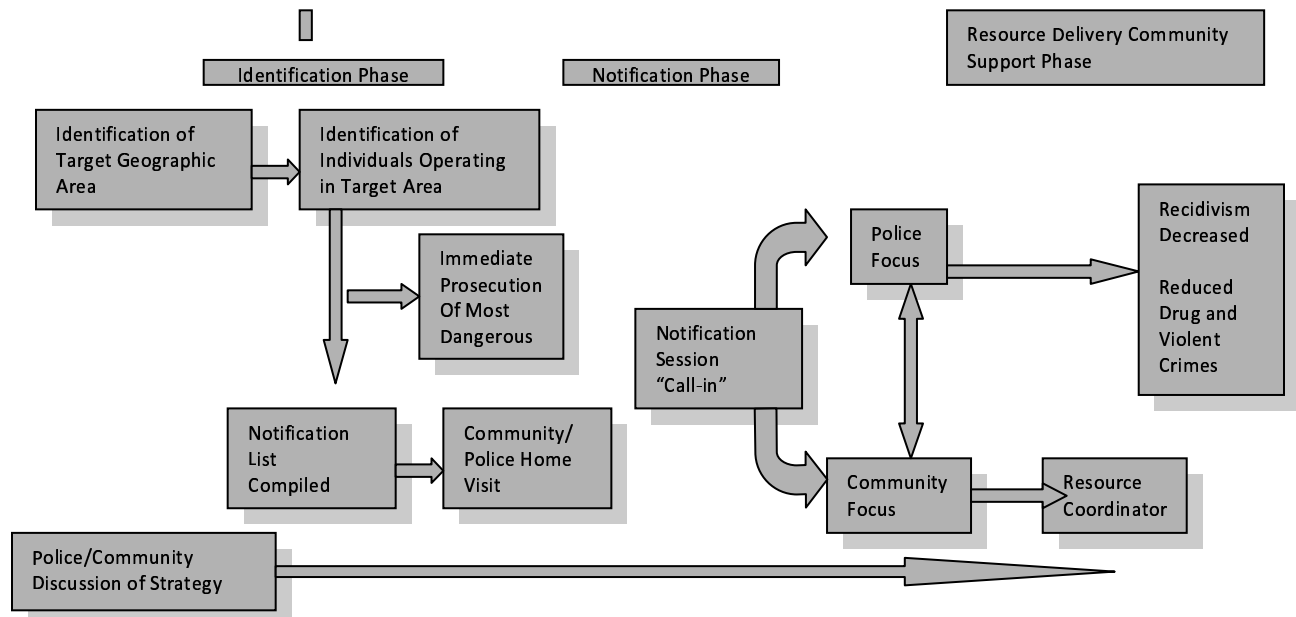 Resource Delivery Community
Support Phase
Identification Phase
Notification Phase
Identification of
Target Geographic
Area
Identification of
Individuals Operating
in Target Area
Immediate
Prosecution
Of Most
Dangerous
Notification
List
Compiled
Community/
Police Home
Visit
Notification
Session
“Call-in”
Police
Focus
Community
Focus
Recidivism
Decreased
Reduced
Drug and
Violent
Crimes
Resource
Coordinator
Police/Community
Discussion of Strategy